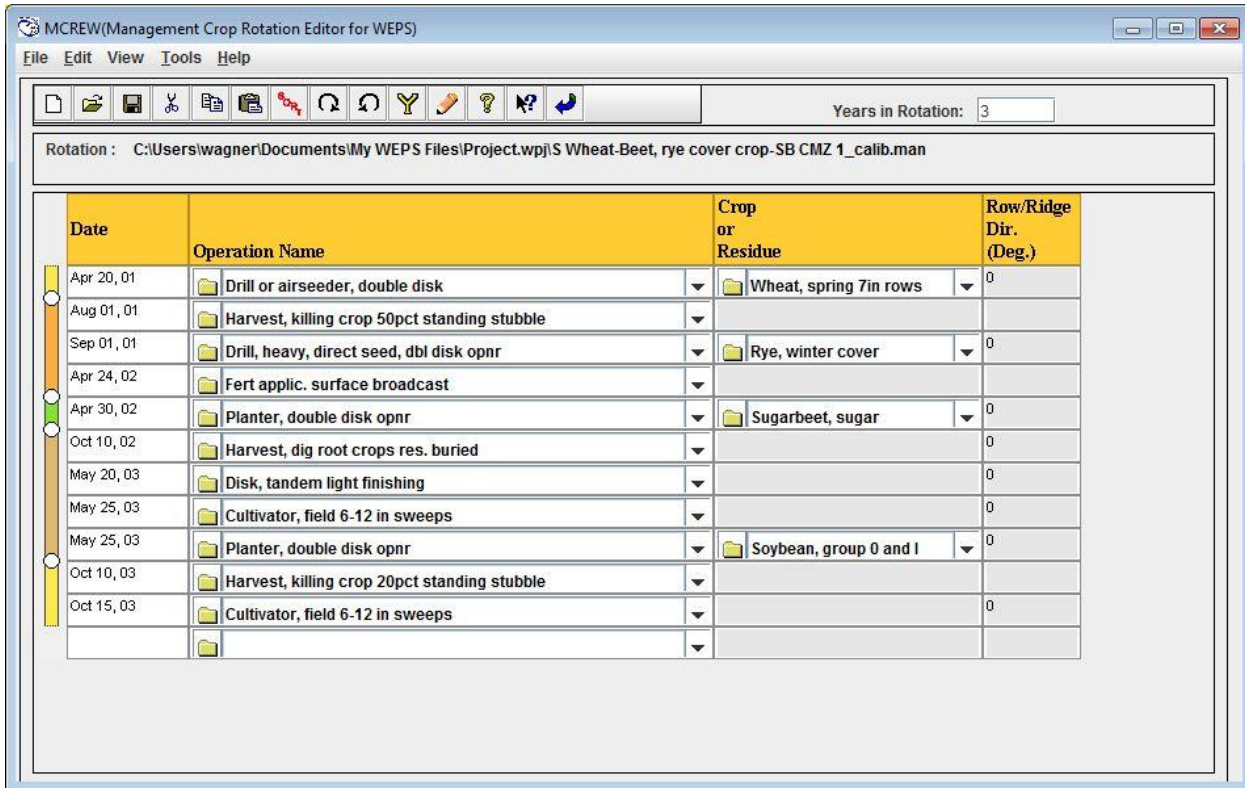 MCREW(Management Crop Rotation Editor for WEPS)
File Edit View Tools Help
SORT
Years in Rotation: 3
Rotation : C:\Users\wagner\Documents\My WEPS Files\Project.wpj\S Wheat-Beet, rye cover crop-SB CMZ 1_calib.man
Date Operation Name Crop or Residue Row/Ridge Dir. (Deg.)
Apr 20, 01 Drill or airseeder, double disk Wheat, spring 7in rows 0
Aug 01, 01 Harvest, killing crop 50pct standing stubble
Sep 01, 01 Drill, heavy, direct seed, dbl disk opnr Rye, winter cover 0
Apr 24, 02 Fert applic. surface broadcast
Apr 30, 02 Planter, double disk opnr Sugarbeet, sugar 0
Oct 10, 02 Harvest, dig root crops res. buried 0
May 20, 03 Disk, tandem light finishing 0
May 25, 03 Cultivator, field 6-12 in sweeps 0
May 25, 03 Planter, double disk opnr Soybean, group 0 and I 0
Oct 10, 03 Harvest, killing crop 20pct standing stubble
Oct 15, 03 Cultivator, field 6-12 in sweeps 0